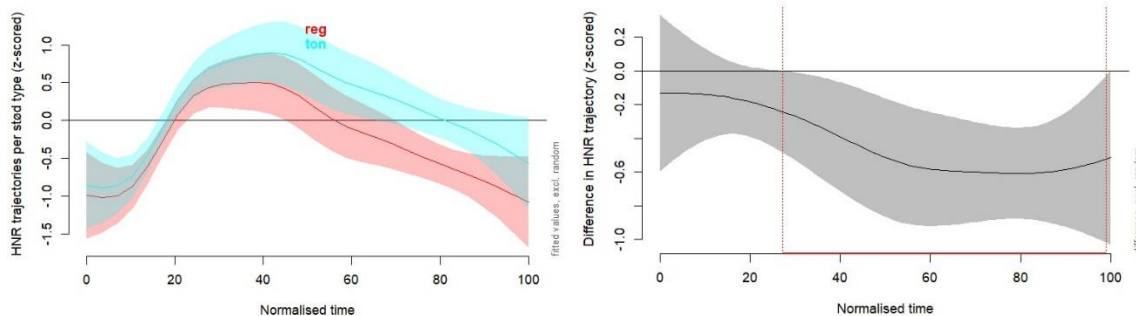 HNR trajectories per stød type (z-scored)
1.0
0.5
0.0
-0.5
-1.0
-1.5
reg
ton
fitted values, excl. random
0 20 40 60 80 100
Normalised time
Difference in HNR trajectory (z-scored)
0.2
0.0
-0.2
-0.6
-1.0
0 20 40 60 80 100
Normalised time